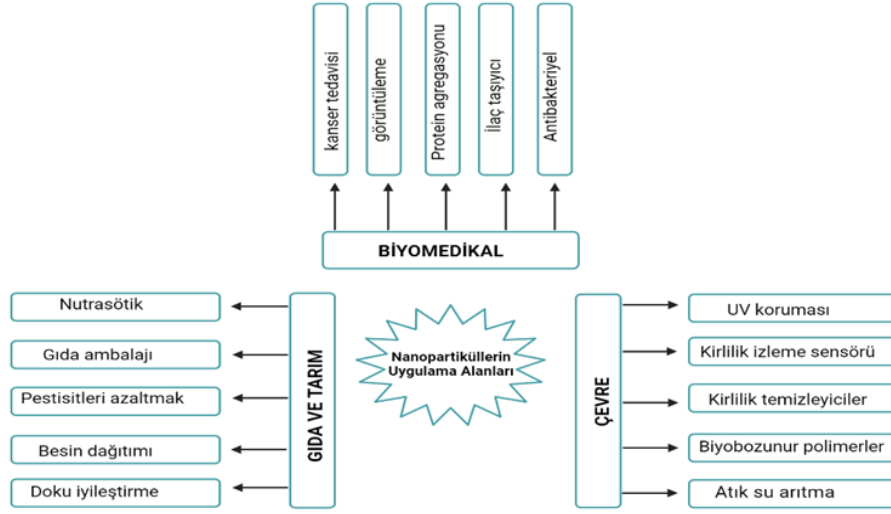 kanser tedavisi
görüntüleme
Protein agregasyonu
İlaç taşıyıcı
Antibakteriyel
BİYOMEDİKAL
Nutrasötik
Gıda ambalajı
Pestisitleri azaltmak
Besin dağıtımı
Doku iyileştirme
GIDA VE TARIM
Nanopartiküllerin
Uygulama Alanları
ÇEVRE
UV koruması
Kirlilik izleme sensörü
Kirlilik temizleyiciler
Biyobozunur polimerler
Atık su arıtma